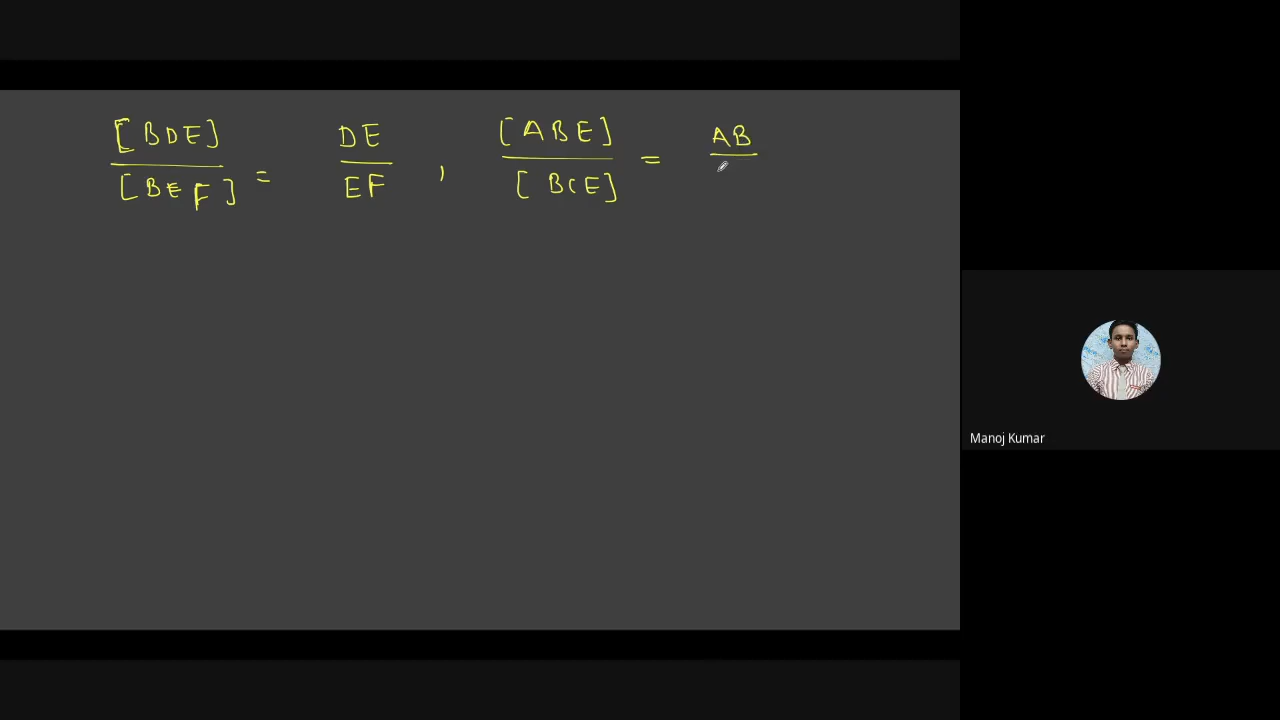 [BDE] DE [ABE] AB
= , =
[BEF] EF [BCE]
Manoj Kumar